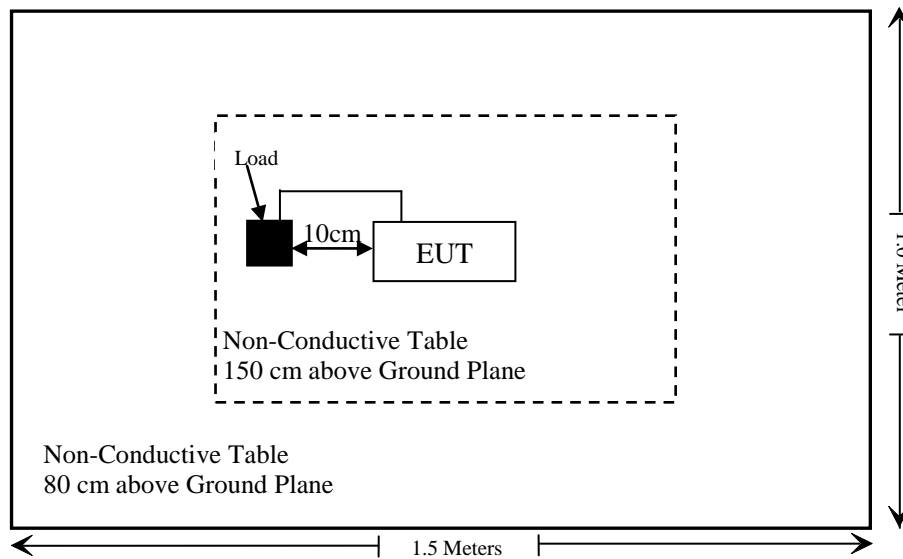 Load
10cm
EUT
Non-Conductive Table
150 cm above Ground Plane
Non-Conductive Table
80 cm above Ground Plane
1.5 Meters
Meter